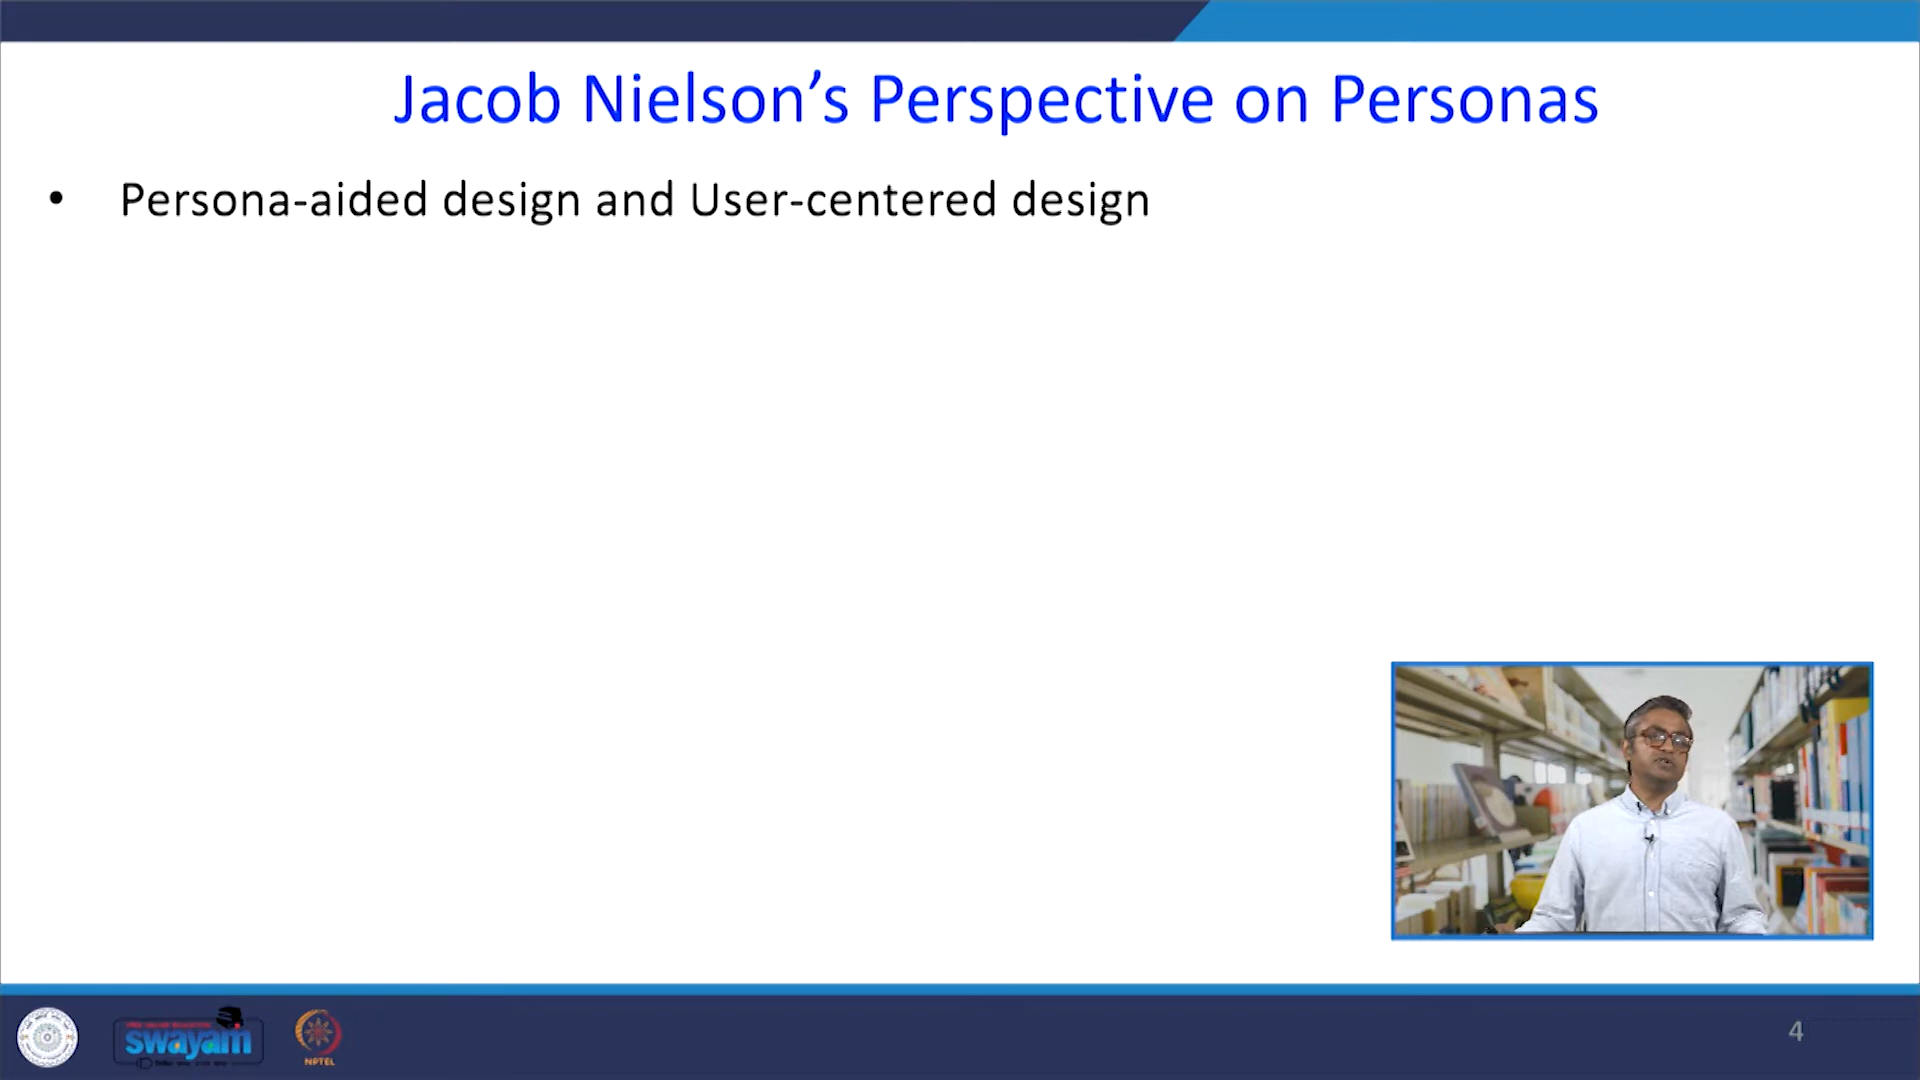 Jacob Nielson’s Perspective on Personas
• Persona-aided design and User-centered design
swayam
NPTEL
4